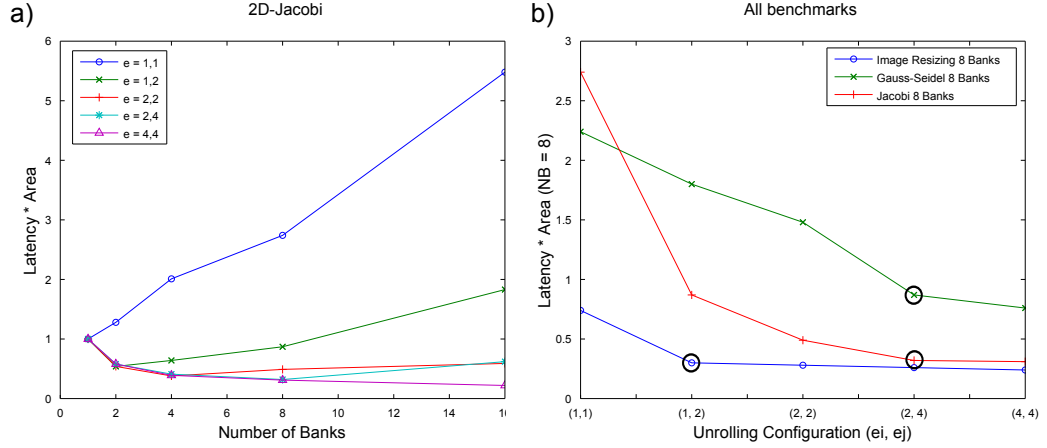 a)
2D-Jacobi
6
5
4
3
2
1
0
Latency * Area
e = 1,1
e = 1,2
e = 2,2
e = 2,4
e = 4,4
0 2 4 6 8 10 12 14 16
Number of Banks
b)
All benchmarks
3
2.5
2
1.5
1
0.5
0
Latency * Area (NB = 8)
Image Resizing 8 Banks
Gauss-Seidel 8 Banks
Jacobi 8 Banks
(1,1) (1, 2) (2, 2) (2, 4) (4, 4)
Unrolling Configuration (ei, ej)